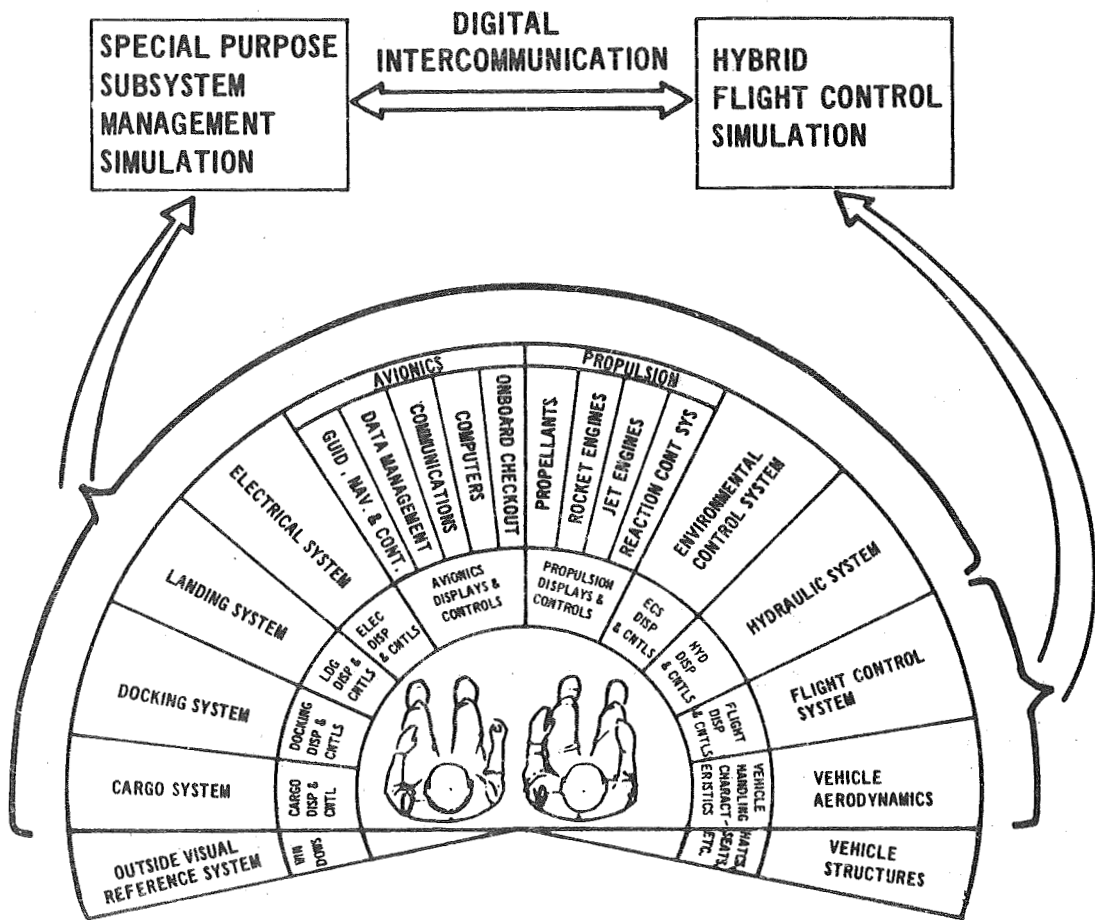 SPECIAL PURPOSE
SUBSYSTEM
MANAGEMENT
SIMULATION
DIGITAL
INTERCOMMUNICATION
HYBRID
FLIGHT CONTROL
SIMULATION
AVIONICS
PROPULSION
OUTSIDE VISUAL
REFERENCE SYSTEM
CARGO SYSTEM
DOCKING SYSTEM
LANDING SYSTEM
ELECTRICAL SYSTEM
GUID. NAV. & CONT.
DATA MANAGEMENT
COMMUNICATIONS
COMPUTERS
ONBOARD CHECKOUT
PROPELLANTS
ROCKET ENGINES
JET ENGINES
REACTION CONT SYS
ENVIRONMENTAL
CONTROL SYSTEM
HYDRAULIC SYSTEM
FLIGHT CONTROL
SYSTEM
VEHICLE
AERODYNAMICS
VEHICLE
STRUCTURES
WIN
DOWS
CARGO
DISP &
CNTL
DOCKING
DISP &
CNTLS
LDG
DISP &
CNTLS
ELEC
DISP
& CNTLS
AVIONICS
DISPLAYS &
CONTROLS
PROPULSION
DISPLAYS &
CONTROLS
ECS
DISP
& CNTLS
HYD
DISP
& CNTLS
FLIGHT
DISP
& CNTLS
VEHICLE
HANDLING
CHARACT-
ERISTICS
HATCH,
SEATS,
ETC.